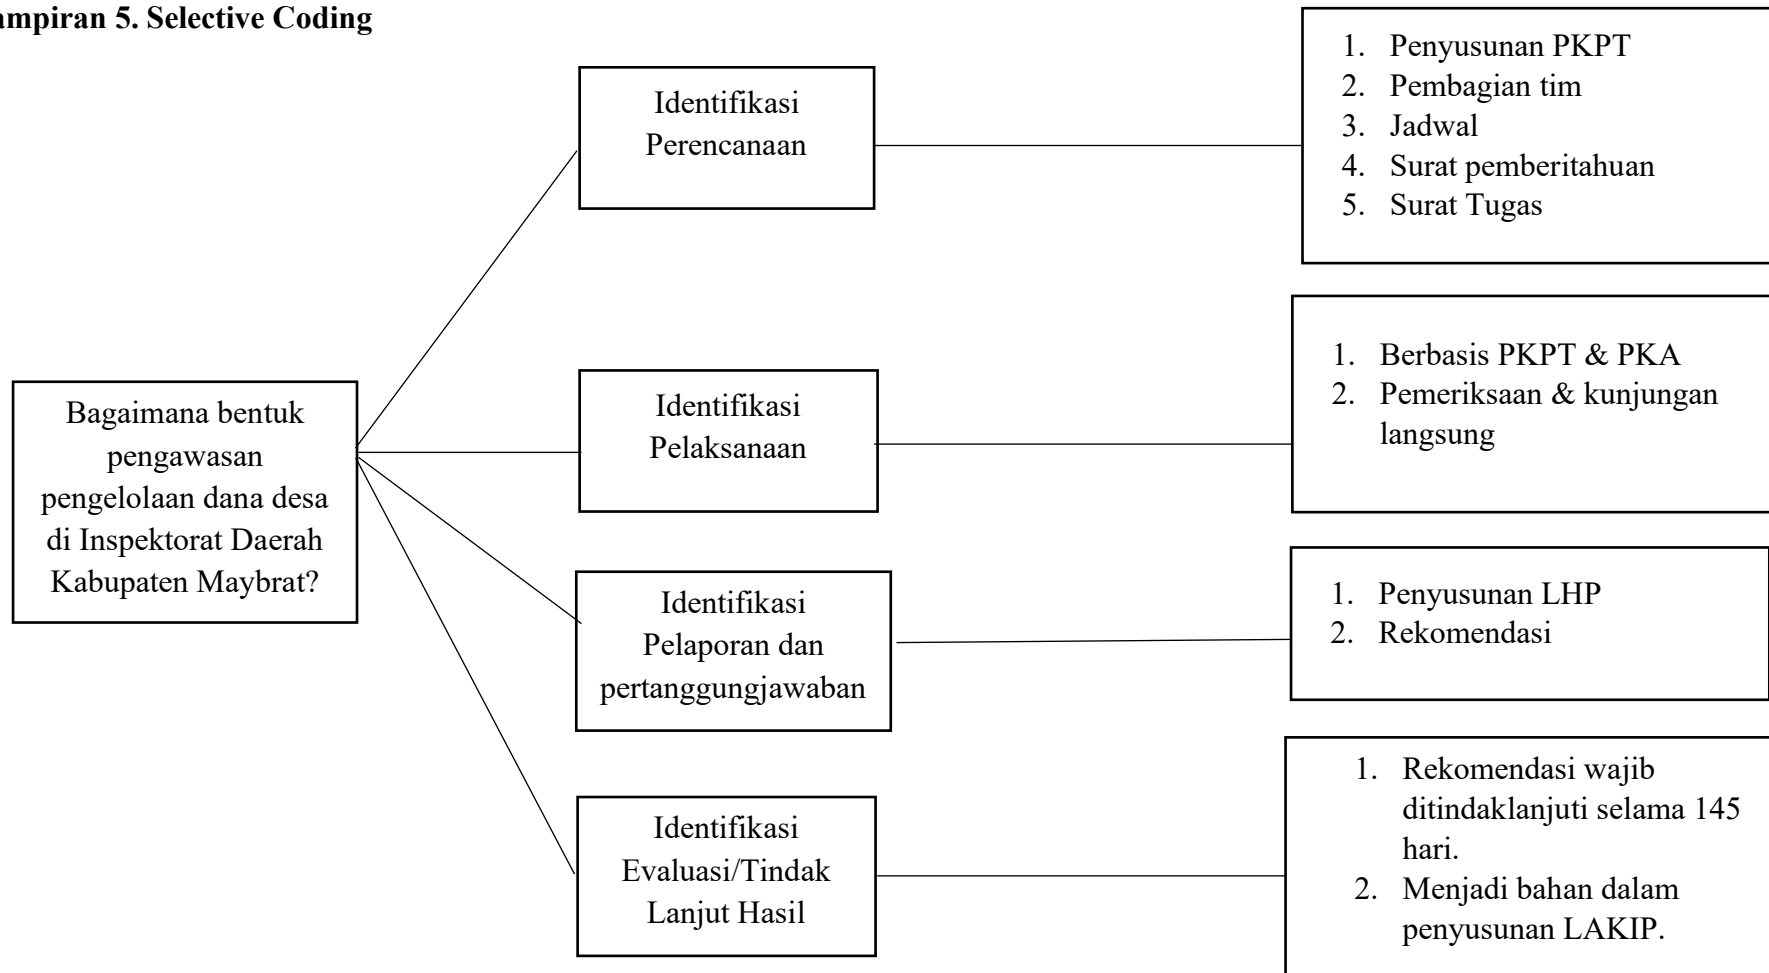 ampiran 5. Selective Coding
Bagaimana bentuk
pengawasan
pengelolaan dana desa
di Inspektorat Daerah
Kabupaten Maybrat?
Identifikasi
Perencanaan
1. Penyusunan PKPT
2. Pembagian tim
3. Jadwal
4. Surat pemberitahuan
5. Surat Tugas
Identifikasi
Pelaksanaan
1. Berbasis PKPT & PKA
2. Pemeriksaan & kunjungan
langsung
Identifikasi
Pelaporan dan
pertanggungjawaban
1. Penyusunan LHP
2. Rekomendasi
Identifikasi
Evaluasi/Tindak
Lanjut Hasil
1. Rekomendasi wajib
ditindaklanjuti selama 145
hari.
2. Menjadi bahan dalam
penyusunan LAKIP.